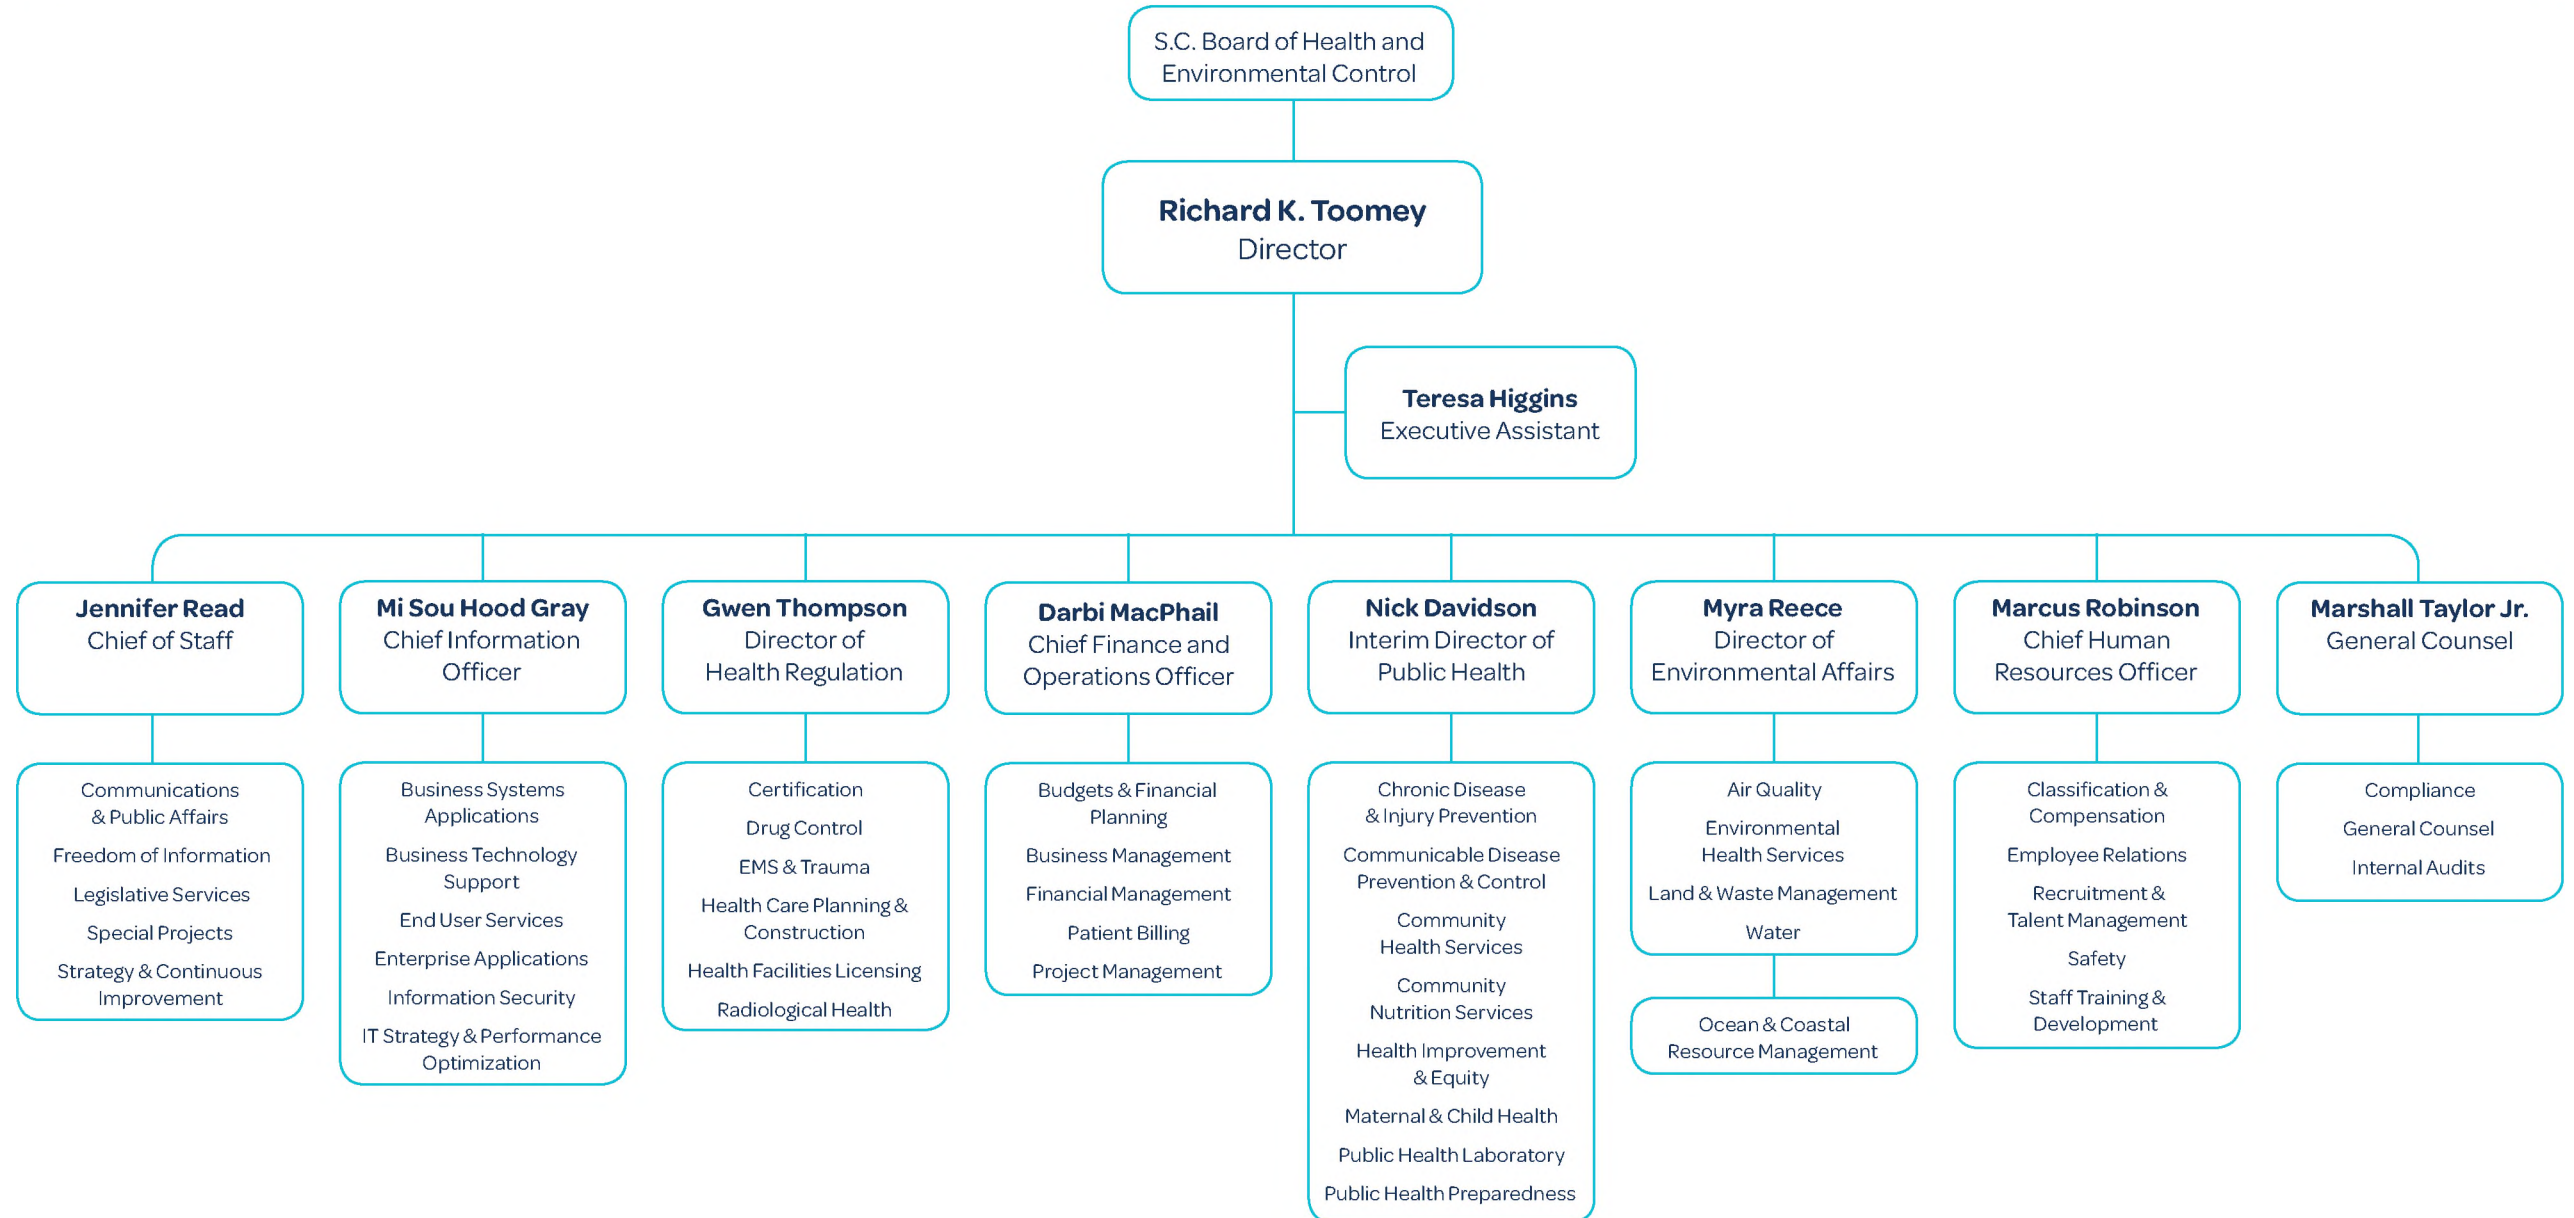 S.C. Board of Health and
Environmental Control
Richard K. Toomey
Director
Teresa Higgins
Executive Assistant
Jennifer Read
Chief of Staff
Communications
& Public Affairs
Freedom of Information
Legislative Services
Special Projects
Strategy & Continuous
Improvement
Mi Sou Hood Gray
Chief Information
Officer
Business Systems
Applications
Business Technology
Support
End User Services
Enterprise Applications
Information Security
IT Strategy & Performance
Optimization
Gwen Thompson
Director of
Health Regulation
Certification
Drug Control
EMS & Trauma
Health Care Planning &
Construction
Health Facilities Licensing
Radiological Health
Darbi MacPhail
Chief Finance and
Operations Officer
Budgets & Financial
Planning
Business Management
Financial Management
Patient Billing
Project Management
Nick Davidson
Interim Director of
Public Health
Chronic Disease
& Injury Prevention
Communicable Disease
Prevention & Control
Community
Health Services
Community
Nutrition Services
Health Improvement
& Equity
Maternal & Child Health
Public Health Laboratory
Public Health Preparedness
Myra Reece
Director of
Environmental Affairs
Air Quality
Environmental
Health Services
Land & Waste Management
Water
Ocean & Coastal
Resource Management
Marcus Robinson
Chief Human
Resources Officer
Classification &
Compensation
Employee Relations
Recruitment &
Talent Management
Safety
Staff Training &
Development
Marshall Taylor Jr.
General Counsel
Compliance
General Counsel
Internal Audits